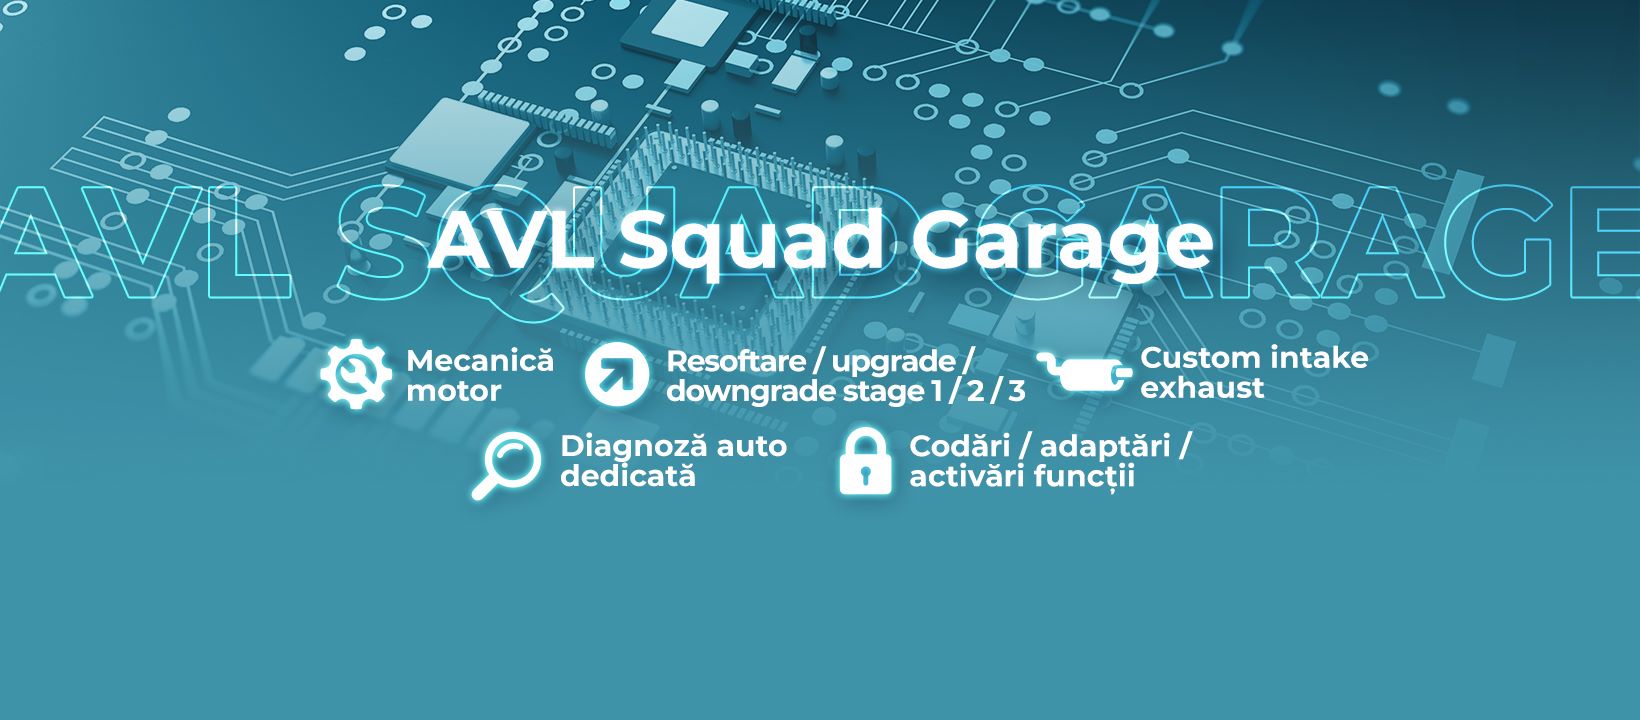 AVL SQUAD GARAGE
AVL Squad Garage
Mecanică
motor
Resoftare / upgrade /
downgrade stage 1 / 2 / 3
Custom intake
exhaust
Diagnoză auto
dedicată
Codări / adaptări /
activări funcții